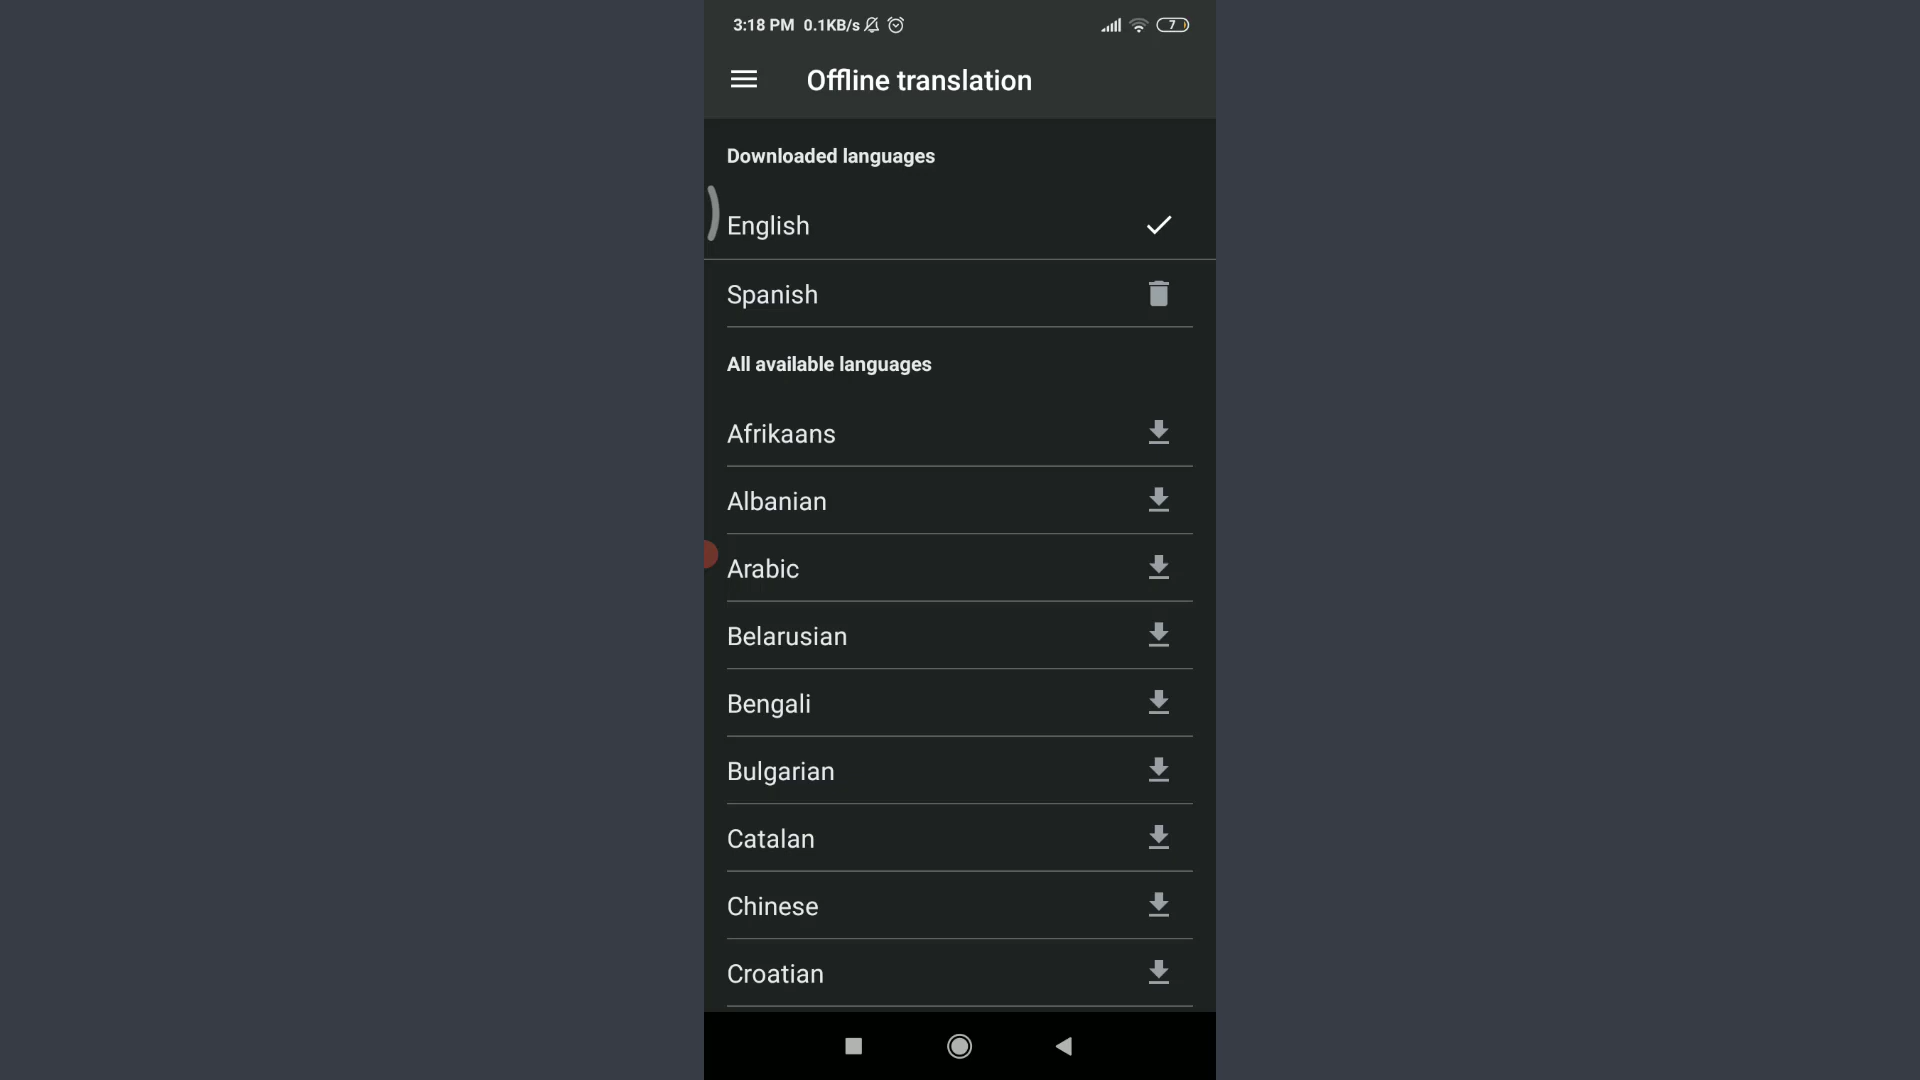 3:18 PM 0.1KB/s 7
Offline translation
Downloaded languages
English
Spanish
All available languages
Afrikaans
Albanian
Arabic
Belarusian
Bengali
Bulgarian
Catalan
Chinese
Croatian